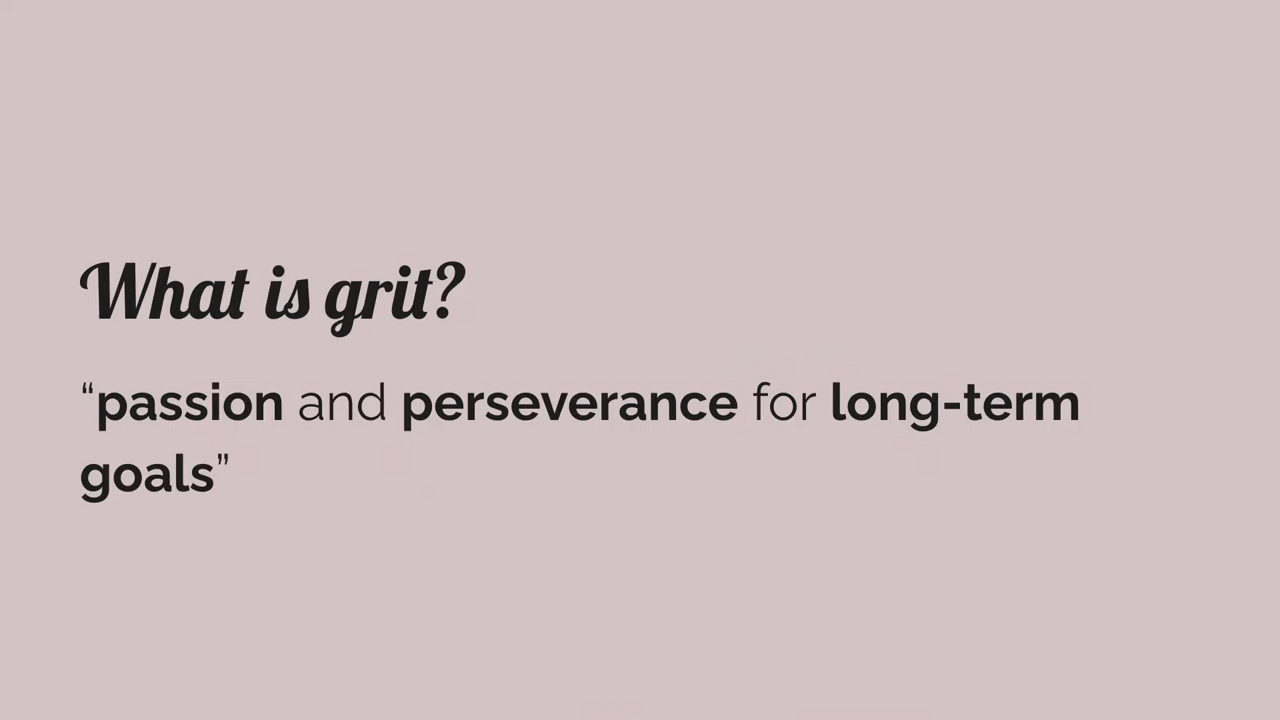 What is grit?
“passion and perseverance for long-term
goals”